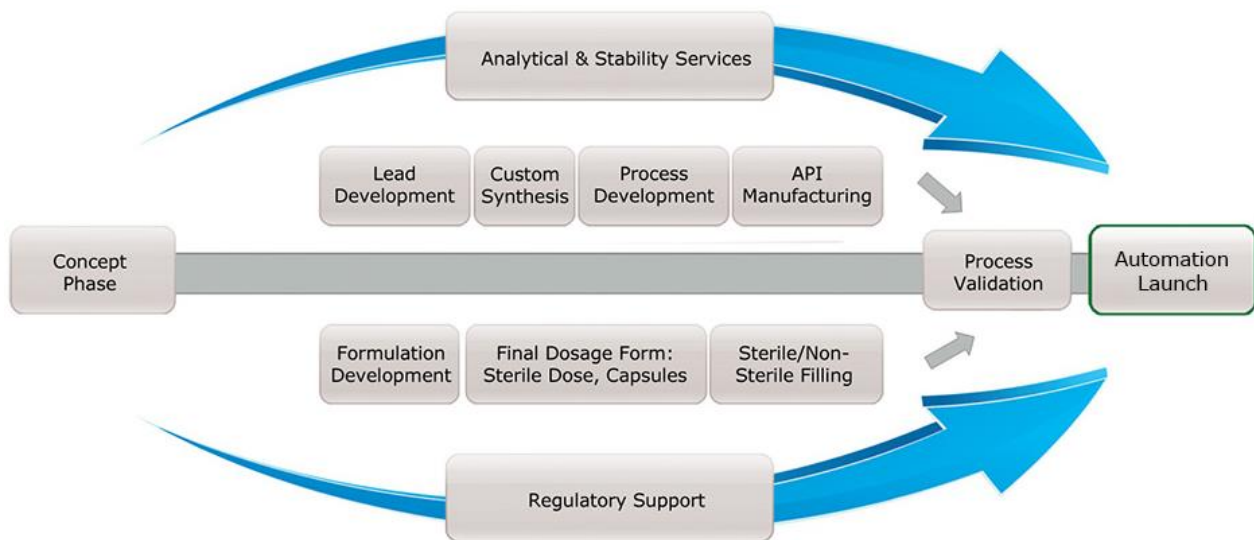 Analytical & Stability Services
Lead
Development
Custom
Synthesis
Process
Development
API
Manufacturing
Concept
Phase
Process
Validation
Automation
Launch
Formulation
Development
Final Dosage Form:
Sterile Dose, Capsules
Sterile/Non-
Sterile Filling
Regulatory Support